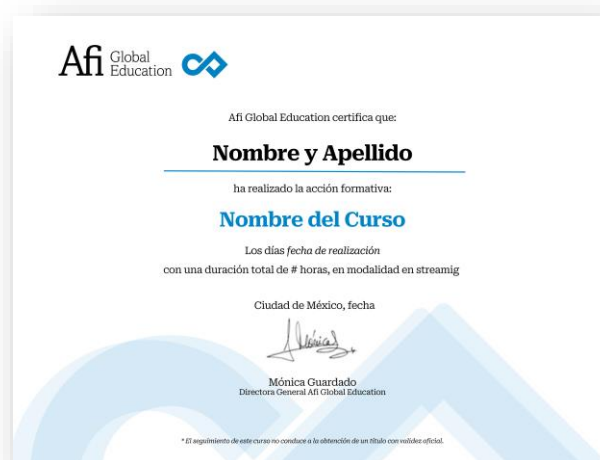 Afi Global
Education
Afi Global Education certifica que:
Nombre y Apellido
ha realizado la acción formativa:
Nombre del Curso
Los días fecha de realización
con una duración total de # horas, en modalidad en streamig
Ciudad de México, fecha
Mónica
Mónica Guardado
Directora General Afi Global Education
* El seguimiento de este curso no conduce a la obtención de un título con validez oficial.